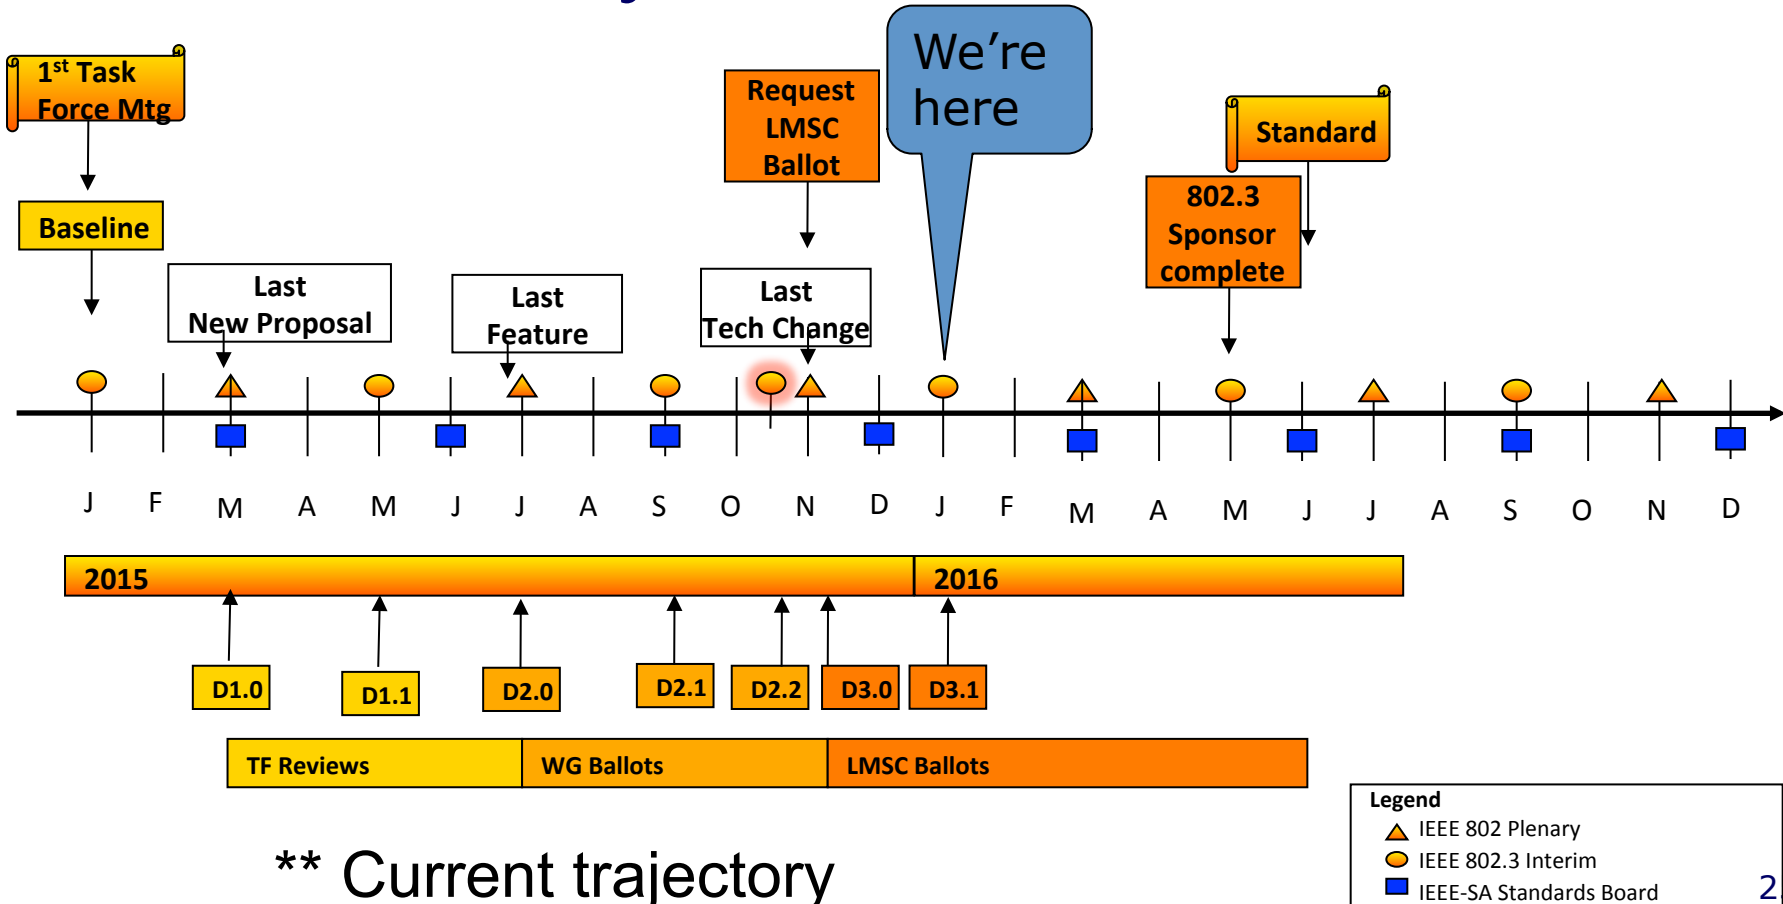 We're
here
1st Task
Force Mtg
Request
LMSC
Ballot
Standard
802.3
Sponsor
complete
Baseline
Last
New Proposal
Last
Feature
Last
Tech Change
J F M A M J J A S O N D J F M A M J J A S O N D
2015 2016
D1.0 D1.1 D2.0 D2.1 D2.2 D3.0 D3.1
TF Reviews WG Ballots LMSC Ballots
Legend
IEEE 802 Plenary
IEEE 802.3 Interim
IEEE-SA Standards Board
** Current trajectory